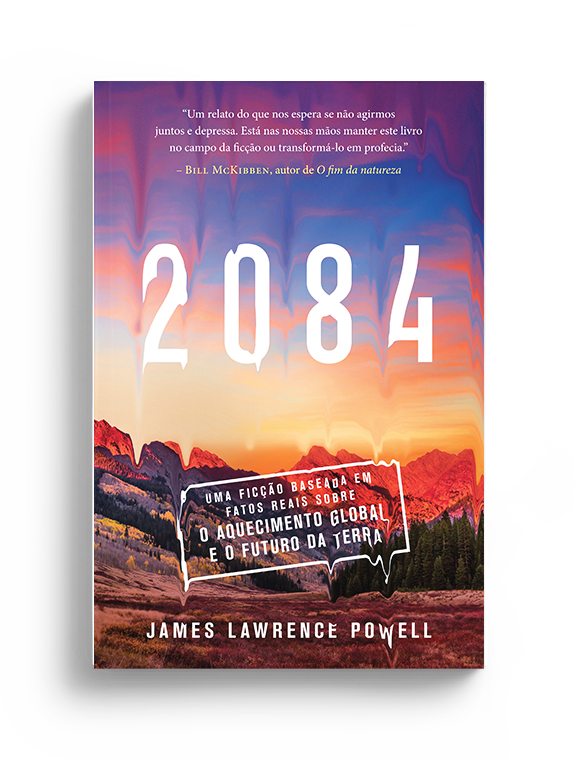 “Um relato do que nos espera se não agirmos
juntos e depressa. Está nas nossas mãos manter este livro
no campo da ficção ou transformá-lo em profecia.”
– Bill McKibben, autor de O fim da natureza
2084
UMA FICÇÃO BASEADA EM
FATOS REAIS SOBRE
O AQUECIMENTO GLOBAL
E O FUTURO DA TERRA
JAMES LAWRENCE POWELL